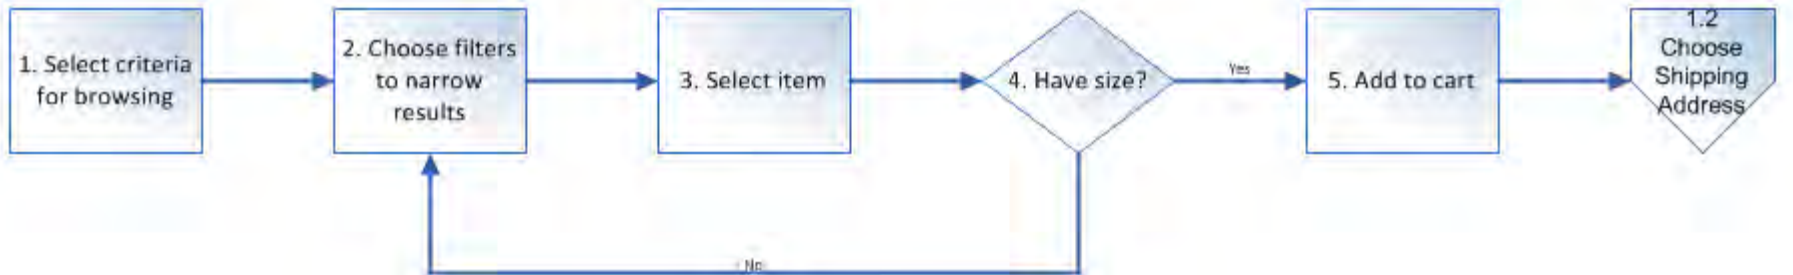 1. Select criteria
for browsing
2. Choose filters
to narrow
results
3. Select item
4. Have size?
Yes
5. Add to cart
1.2
Choose
Shipping
Address
No